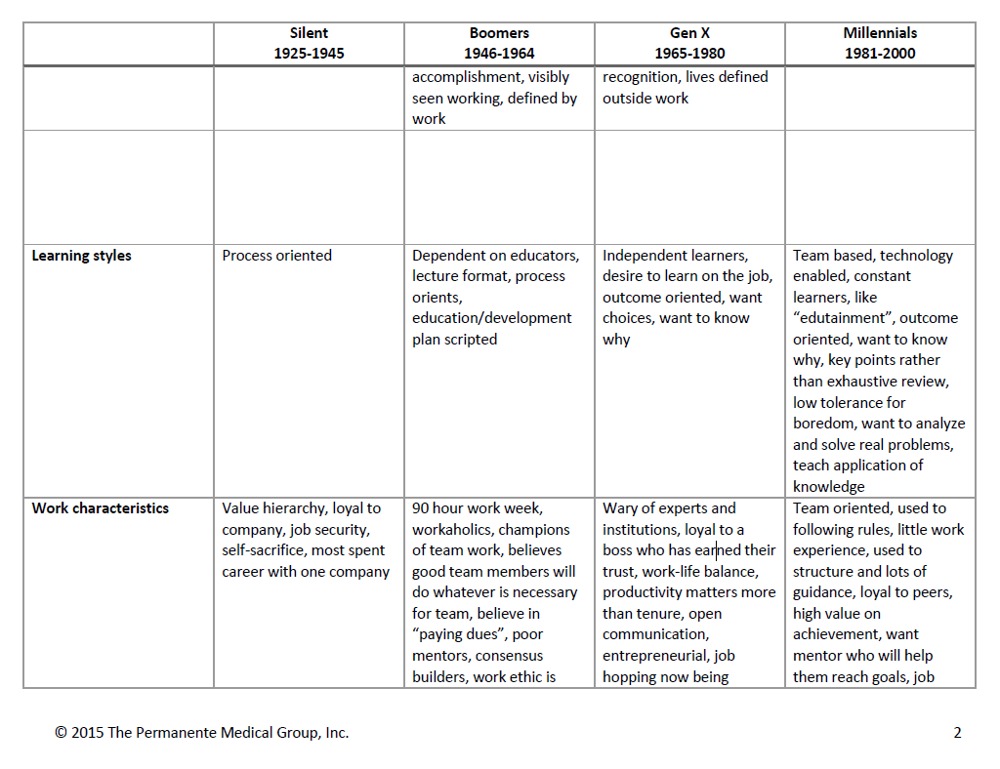 Silent
1925-1945
Boomers
1946-1964
Gen X
1965-1980
Millennials
1981-2000
accomplishment, visibly
seen working, defined by
work
recognition, lives defined
outside work
Learning styles
Process oriented
Dependent on educators,
lecture format, process
orients,
education/development
plan scripted
Independent learners,
desire to learn on the job,
outcome oriented, want
choices, want to know
why
Team based, technology
enabled, constant
learners, like
“edutainment”, outcome
oriented, want to know
why, key points rather
than exhaustive review,
low tolerance for
boredom, want to analyze
and solve real problems,
teach application of
knowledge
Work characteristics
Value hierarchy, loyal to
company, job security,
self-sacrifice, most spent
career with one company
90 hour work week,
workaholics, champions
of team work, believes
good team members will
do whatever is necessary
for team, believe in
“paying dues”, poor
mentors, consensus
builders, work ethic is
Wary of experts and
institutions, loyal to a
boss who has earned their
trust, work-life balance,
productivity matters more
than tenure, open
communication,
entrepreneurial, job
hopping now being
Team oriented, used to
following rules, little work
experience, used to
structure and lots of
guidance, loyal to peers,
high value on
achievement, want
mentor who will help
them reach goals, job
© 2015 The Permanente Medical Group, Inc.
2